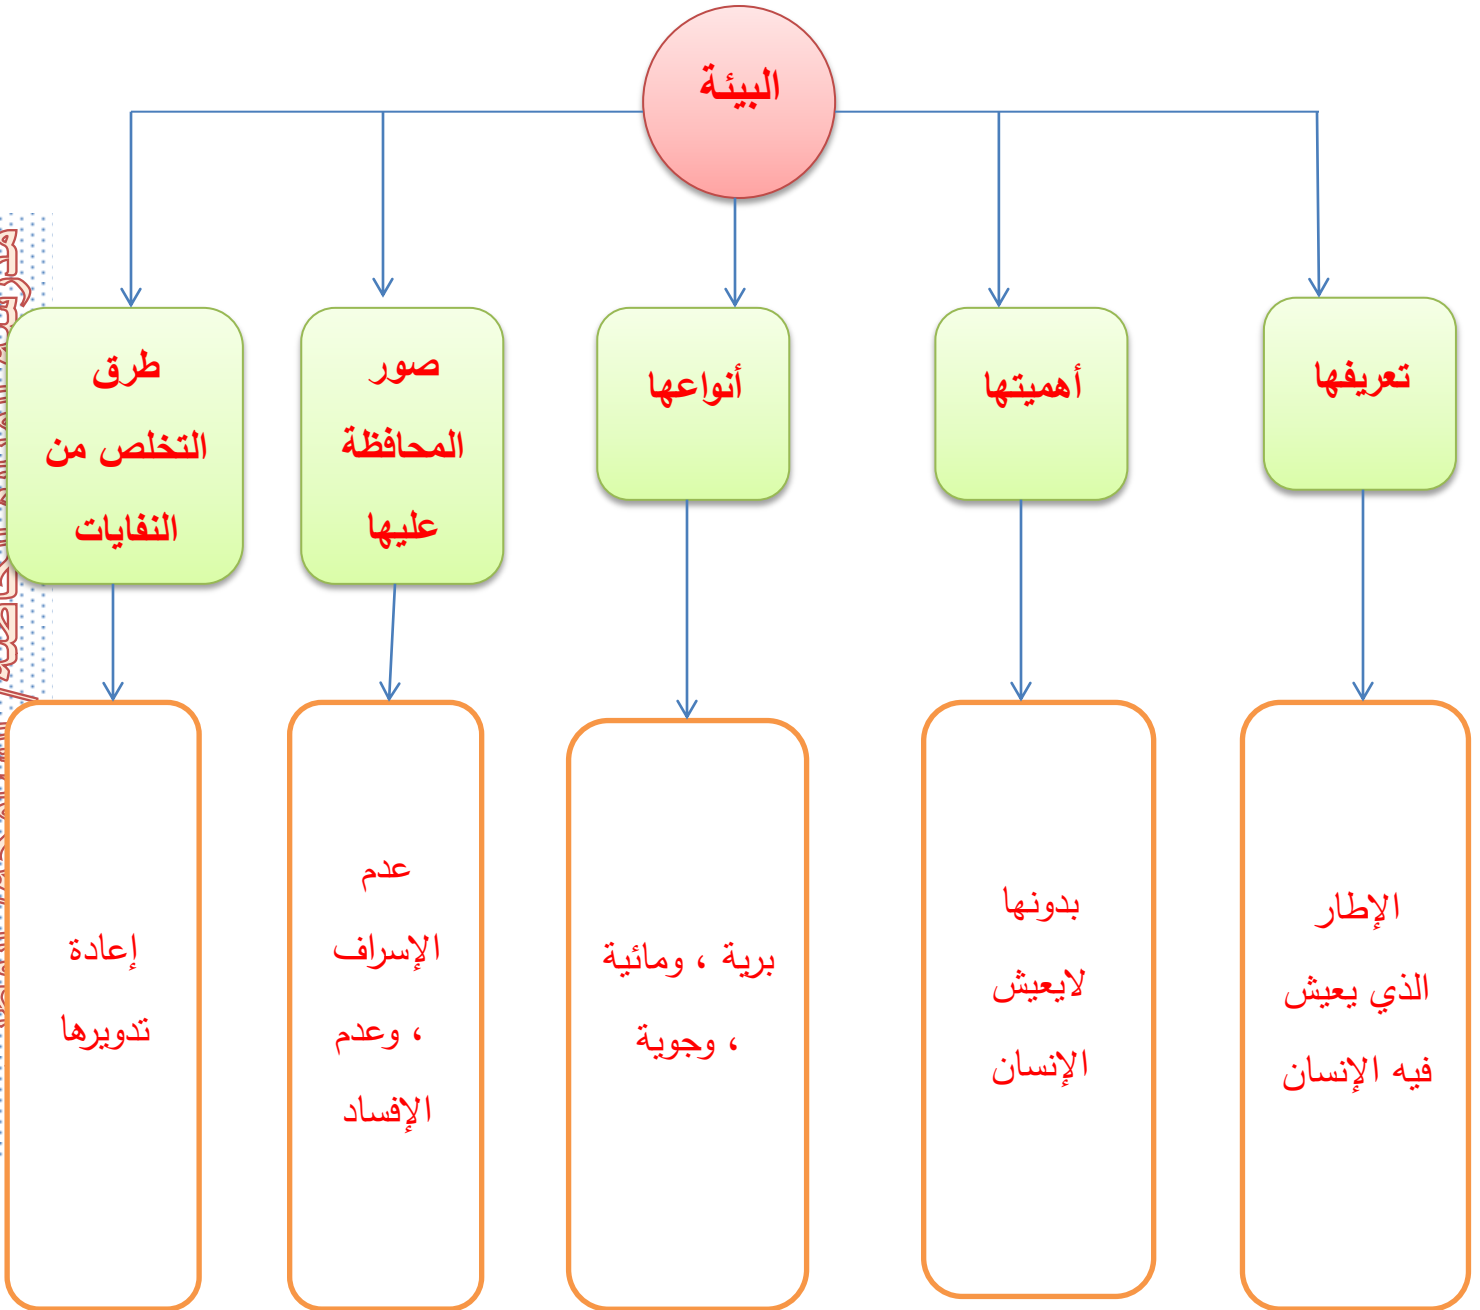 البيئة
تعريفها
أهميتها
أنواعها
صور
المحافظة
عليها
طرق
التخلص من
النفايات
الإطار
الذي يعيش
فيه الإنسان
بدونها
لايعيش
الإنسان
برية ، ومائية
، وجوية
عدم
الإسراف
، وعدم
الإفساد
إعادة
تدويرها